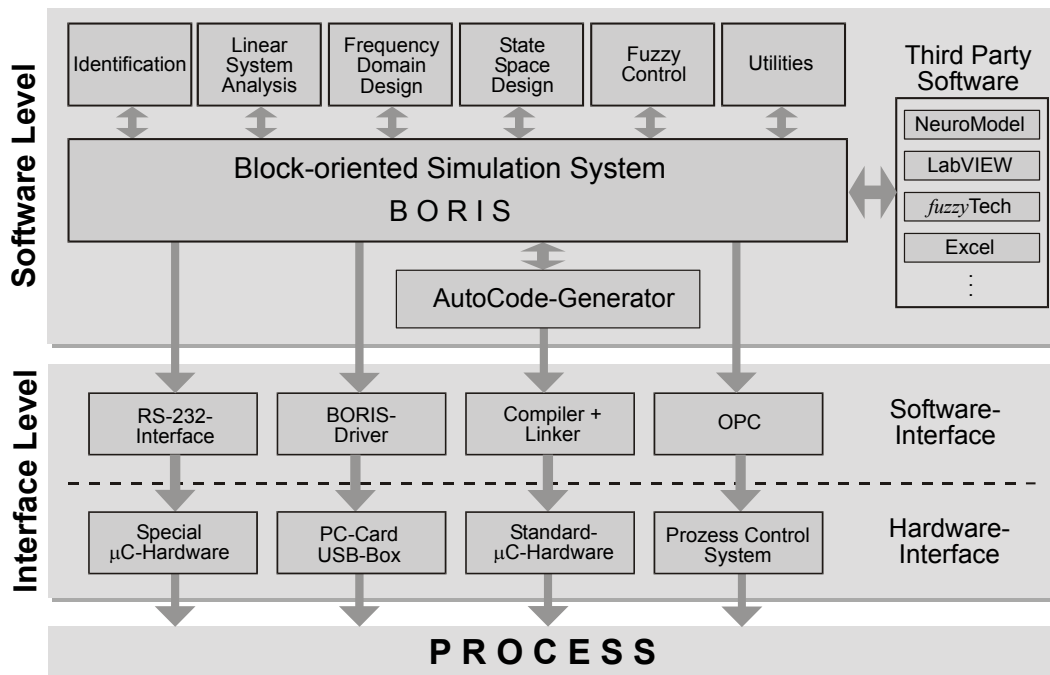 Software Level
Identification
Linear
System
Analysis
Frequency
Domain
Design
State
Space
Design
Fuzzy
Control
Utilities
Third Party
Software
NeuroModel
LabVIEW
fuzzyTech
Excel
⋮
Block-oriented Simulation System
B O R I S
AutoCode-Generator
Interface Level
RS-232-
Interface
BORIS-
Driver
Compiler +
Linker
OPC
Software-
Interface
Special
µC-Hardware
PC-Card
USB-Box
Standard-
µC-Hardware
Prozess Control
System
Hardware-
Interface
P R O C E S S